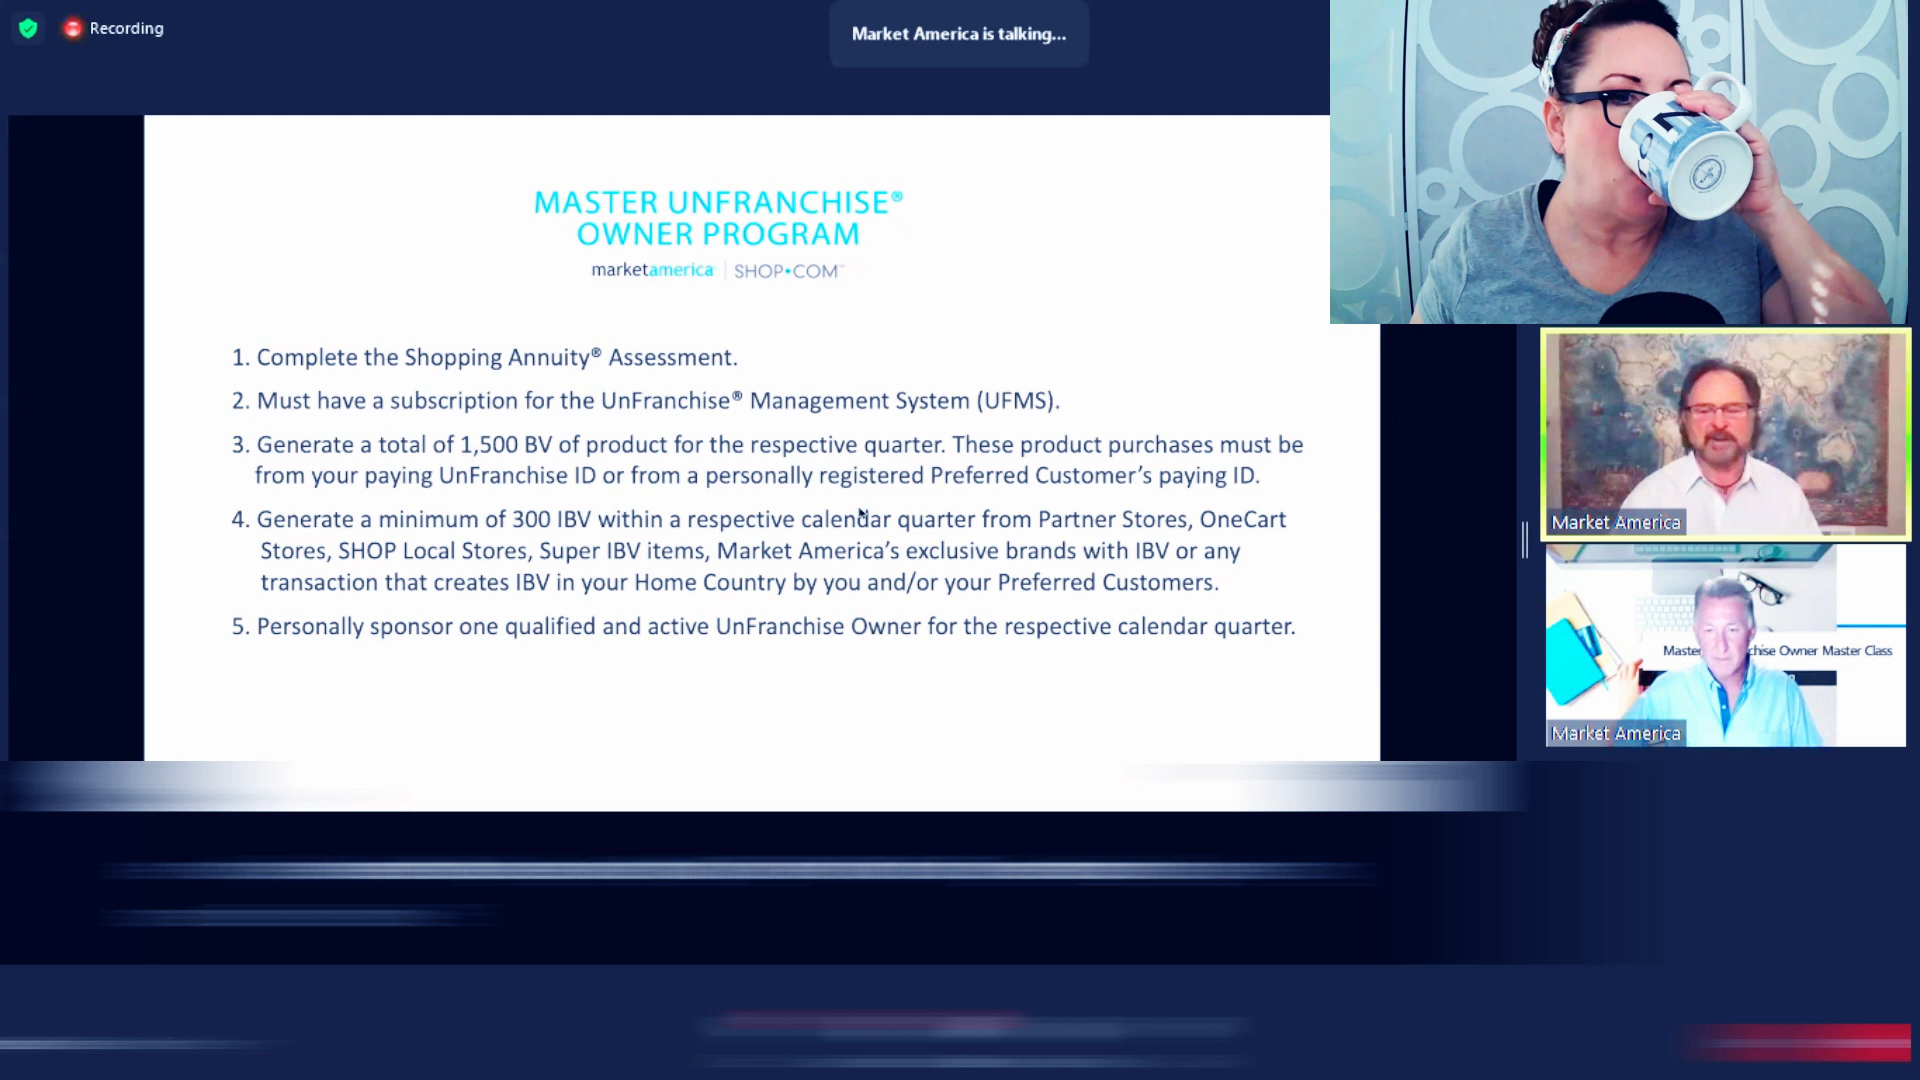 Recording
Market America is talking...
MASTER UNFRANCHISE®
OWNER PROGRAM
marketamerica | SHOP•COM
1. Complete the Shopping Annuity® Assessment.
2. Must have a subscription for the UnFranchise® Management System (UFMS).
3. Generate a total of 1,500 BV of product for the respective quarter. These product purchases must be
from your paying UnFranchise ID or from a personally registered Preferred Customer’s paying ID.
4. Generate a minimum of 300 IBV within a respective calendar quarter from Partner Stores, OneCart
Stores, SHOP Local Stores, Super IBV items, Market America’s exclusive brands with IBV or any
transaction that creates IBV in your Home Country by you and/or your Preferred Customers.
5. Personally sponsor one qualified and active UnFranchise Owner for the respective calendar quarter.
Market America
Master chise Owner Master Class
Market America